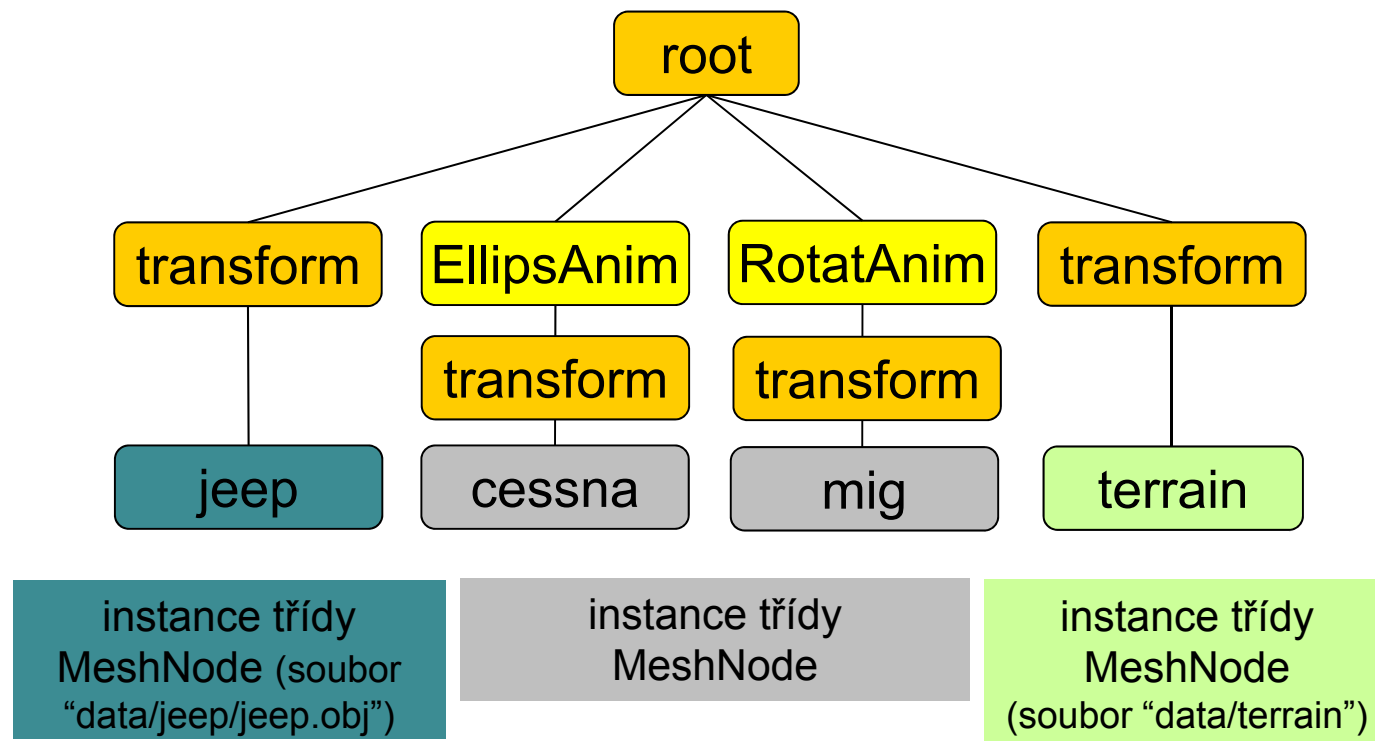 root
transform
EllipsAnim
RotatAnim
transform
transform
transform
jeep
cessna
mig
terrain
instance třídy
MeshNode (soubor
“data/jeep/jeep.obj”)
instance třídy
MeshNode
instance třídy
MeshNode
(soubor “data/terrain”)